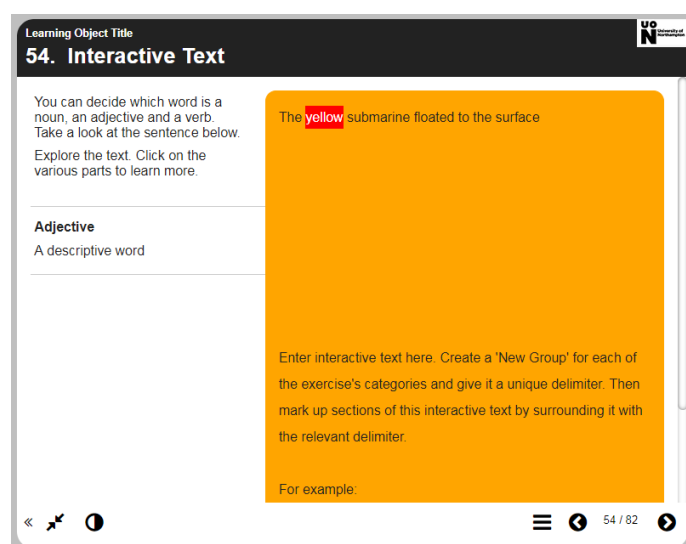 Learning Object Title
54. Interactive Text
UON University of Northampton
You can decide which word is a
noun, an adjective and a verb.
Take a look at the sentence below.
Explore the text. Click on the
various parts to learn more.
Adjective
A descriptive word
The yellow submarine floated to the surface
Enter interactive text here. Create a 'New Group' for each of
the exercise's categories and give it a unique delimiter. Then
mark up sections of this interactive text by surrounding it with
the relevant delimiter.
For example:
54 / 82